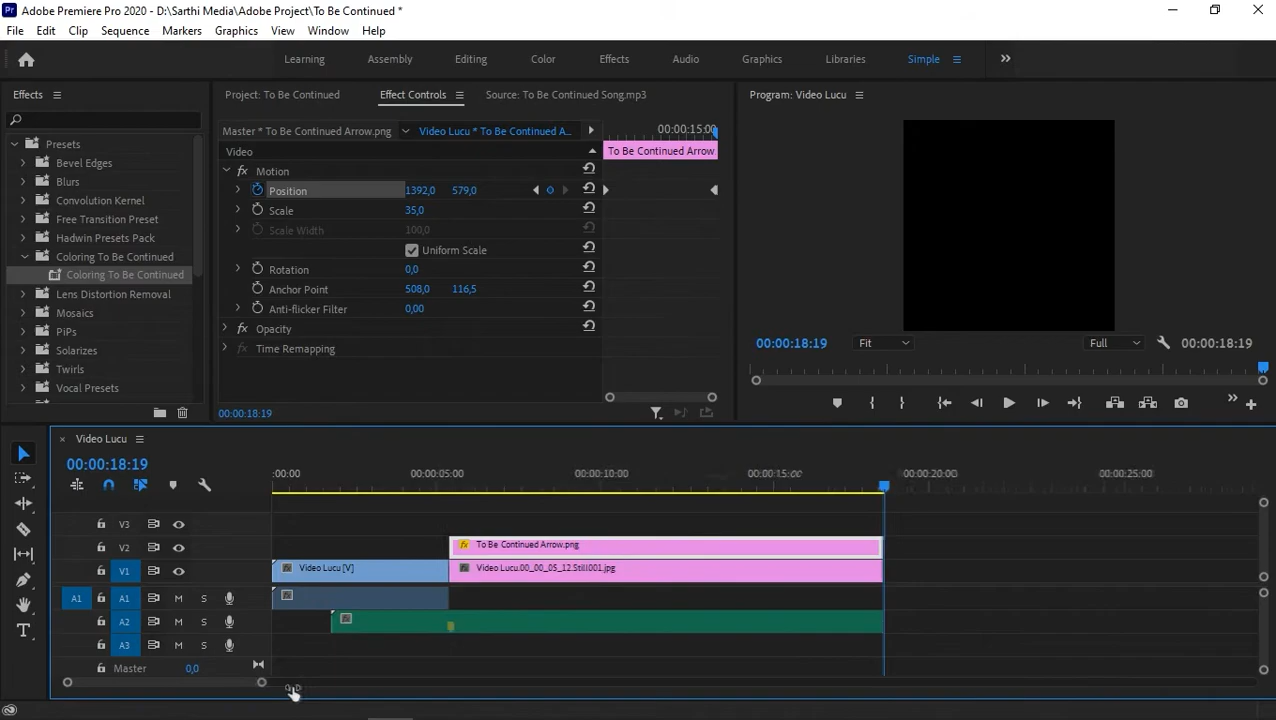 Pr Adobe Premiere Pro 2020 - D:\Sarthi Media\Adobe Project\To Be Continued *
File Edit Clip Sequence Markers Graphics View Window Help
Learning Assembly Editing Color Effects Audio Graphics Libraries Simple
Effects
Project: To Be Continued Effect Controls Source: To Be Continued Song.mp3 Program: Video Lucu
Master * To Be Continued Arrow.png Video Lucu * To Be Continued A... 00:00:15:00
Video To Be Continued Arrow
Presets
Bevel Edges
Blurs
Convolution Kernel
Free Transition Preset
Hadwin Presets Pack
Coloring To Be Continued
Coloring To Be Continued
Lens Distortion Removal
Mosaics
PiPs
Solarizes
Twirls
Vocal Presets
fx Motion
Position 1392,0 579,0
Scale 35,0
Scale Width 100,0
Uniform Scale
Rotation 0,0
Anchor Point 508,0 116,5
Anti-flicker Filter 0,00
fx Opacity
fx Time Remapping
00:00:18:19
00:00:18:19 Fit Full 00:00:18:19
Video Lucu
00:00:18:19
:00:00 00:00:05:00 00:00:10:00 00:00:15:00 00:00:20:00 00:00:25:00
V3
V2 fx To Be Continued Arrow.png
V1 fx Video Lucu [V] fx Video Lucu.00_00_05_12.Still001.jpg
A1 A1 M S fx
A2 M S fx
A3 M S
Master 0,0